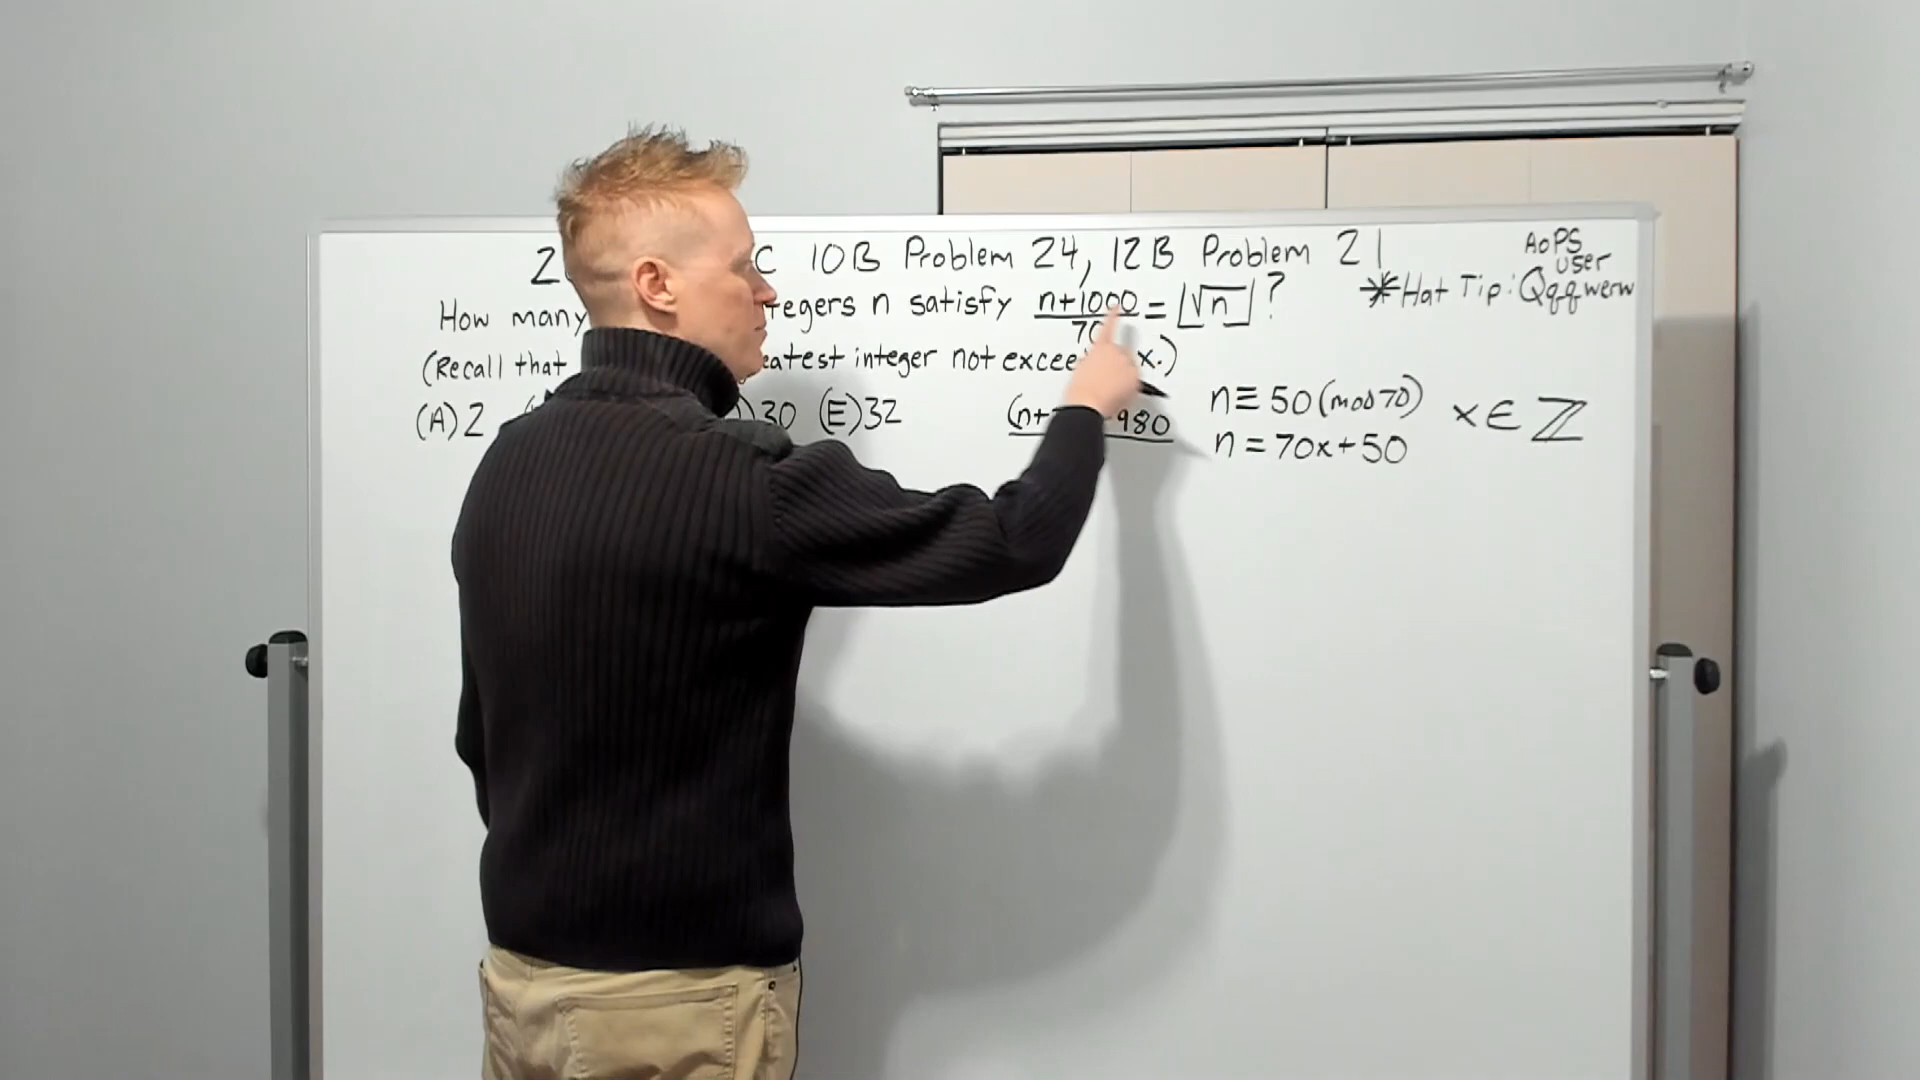 C 10B Problem 24, 12B Problem 21
How many tegers n satisfy n+1000/70 = ⌊√n⌋?
(Recall that eatest integer not excee x.)
(A) 2 ) 30 (E) 32
(n+ 980
n ≡ 50 (mod 70)
n = 70x + 50
x ∈ ℤ
AoPS
user
*Hat Tip: Qqqwerw